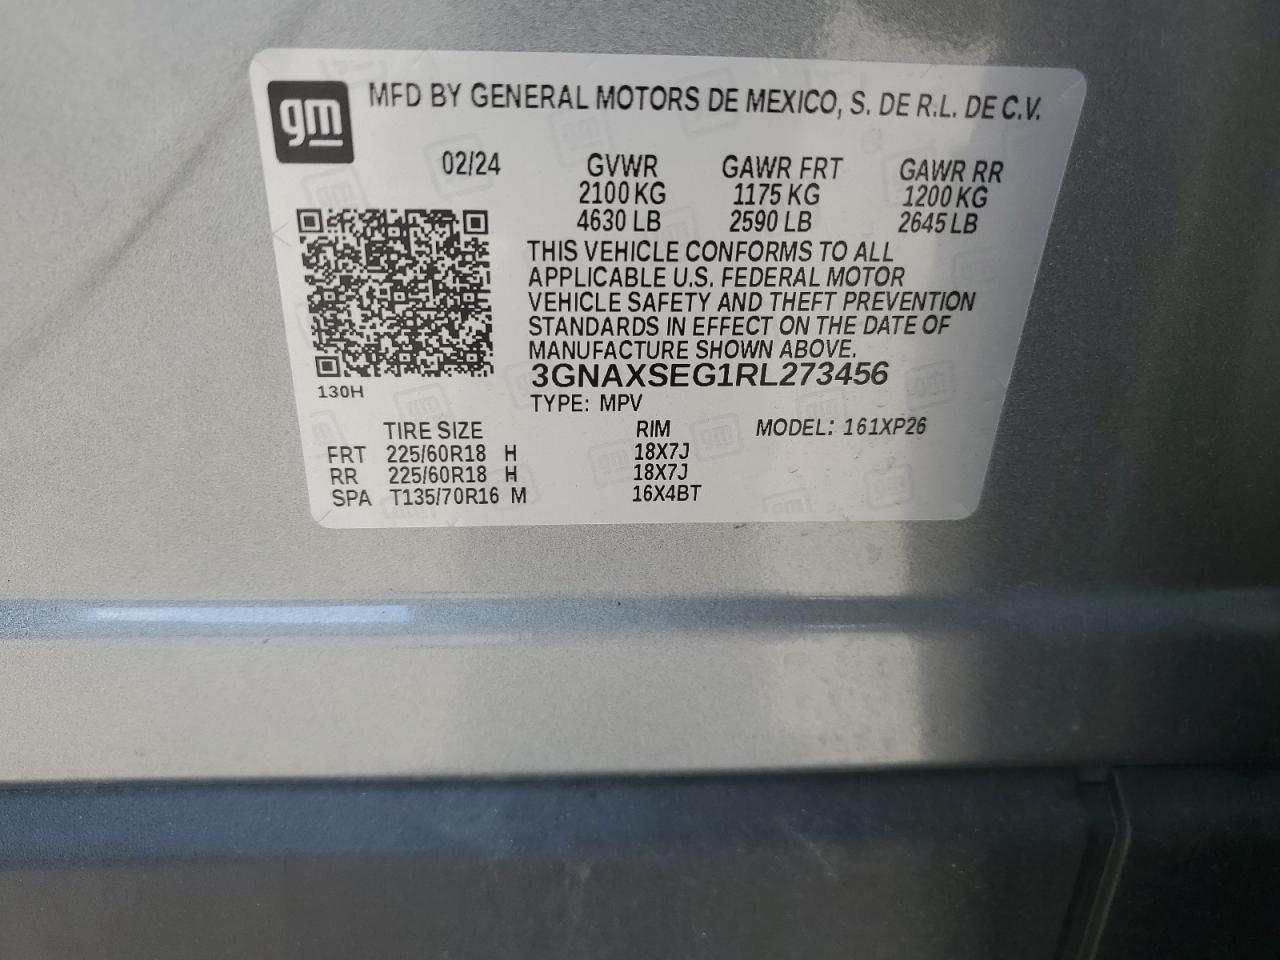 gm
MFD BY GENERAL MOTORS DE MEXICO, S. DE R.L. DE C.V.
02/24 GVWR GAWR FRT GAWR RR
2100 KG 1175 KG 1200 KG
4630 LB 2590 LB 2645 LB
THIS VEHICLE CONFORMS TO ALL
APPLICABLE U.S. FEDERAL MOTOR
VEHICLE SAFETY AND THEFT PREVENTION
STANDARDS IN EFFECT ON THE DATE OF
MANUFACTURE SHOWN ABOVE.
3GNAXSEG1RL273456
130H
TYPE: MPV
TIRE SIZE RIM MODEL: 161XP26
FRT 225/60R18 H 18X7J
RR 225/60R18 H 18X7J
SPA T135/70R16 M 16X4BT